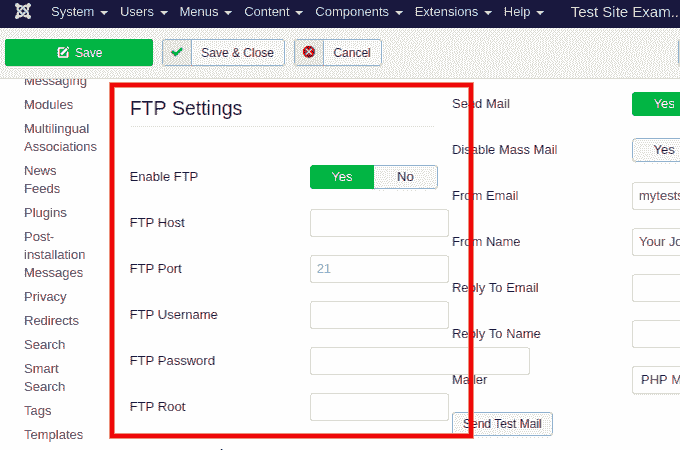 System Users Menus Content Components Extensions Help Test Site Exam...
Save Save & Close Cancel
Messaging
Modules
Multilingual
Associations
News
Feeds
Plugins
Post-
installation
Messages
Privacy
Redirects
Search
Smart
Search
Tags
Templates
FTP Settings
Enable FTP Yes No
FTP Host
FTP Port 21
FTP Username
FTP Password
FTP Root
Send Mail Yes
Disable Mass Mail Yes
From Email mytests
From Name Your Jo
Reply To Email
Reply To Name
Mailer PHP M
Send Test Mail